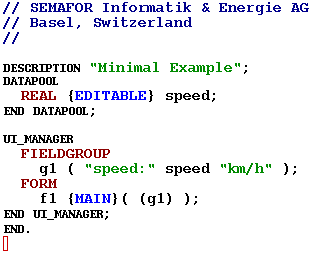 // SEMAFOR Informatik & Energie AG
// Basel, Switzerland
//
DESCRIPTION "Minimal Example";
DATAPOOL
REAL {EDITABLE} speed;
END DATAPOOL;
UI_MANAGER
FIELDGROUP
g1 ( "speed:" speed "km/h" );
FORM
f1 {MAIN}( (g1) );
END UI_MANAGER;
END.